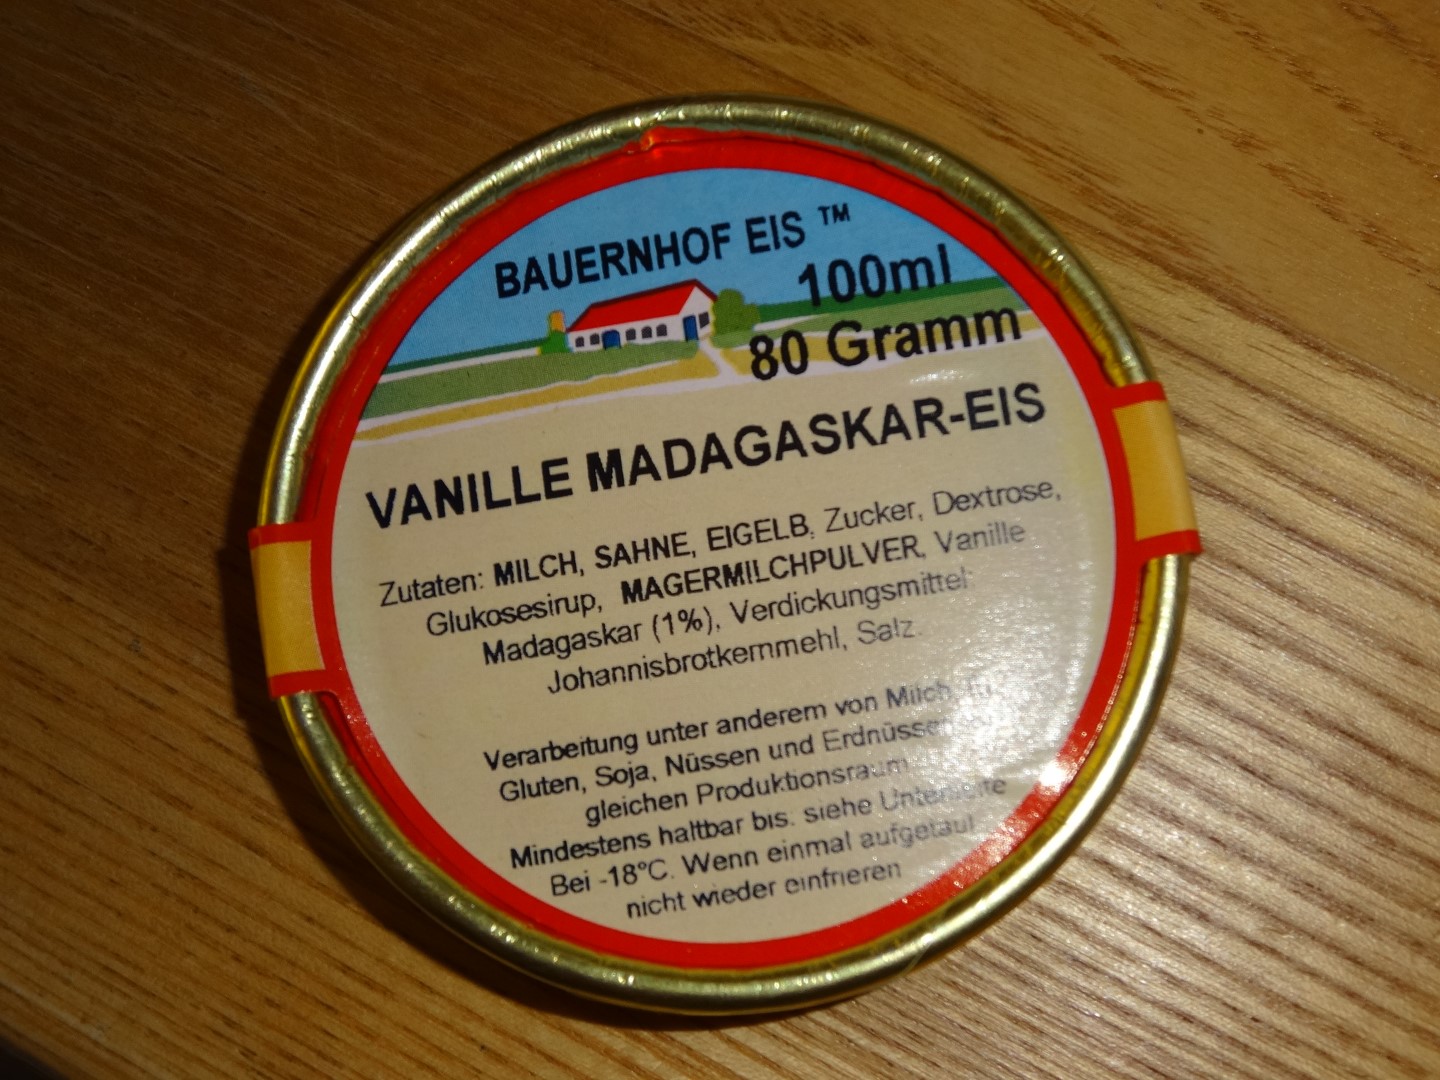 BAUERNHOF EIS ™
100ml
80 Gramm
VANILLE MADAGASKAR-EIS
Zutaten: MILCH, SAHNE, EIGELB, Zucker, Dextrose,
Glukosesirup, MAGERMILCHPULVER, Vanille
Madagaskar (1%), Verdickungsmittel:
Johannisbrotkernmehl, Salz.
Verarbeitung unter anderem von Milch,
Gluten, Soja, Nüssen und Erdnüssen
gleichen Produktionsraum
Mindestens haltbar bis: siehe Unterseite
Bei -18°C. Wenn einmal aufgetaut
nicht wieder einfrieren